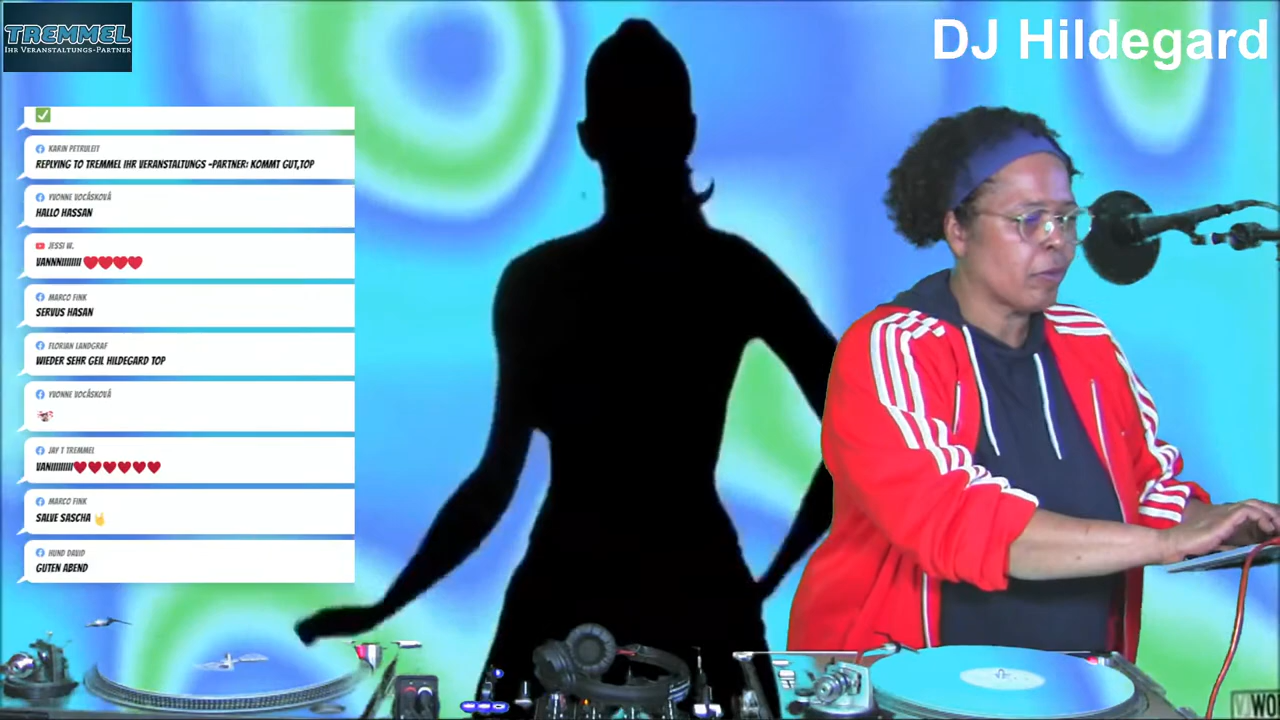 TREMMEL
IHR VERANSTALTUNGS-PARTNER
DJ Hildegard
KARIN PETRULEIT
REPLYING TO TREMMEL IHR VERANSTALTUNGS -PARTNER: KOMMT GUT,TOP
YVONNE VOCÁSKOVÁ
HALLO HASSAN
JESSI W.
VANNNIIIIIIII ❤❤❤❤
MARCO FINK
SERVUS HASAN
FLORIAN LANDGRAF
WIEDER SEHR GEIL HILDEGARD TOP
YVONNE VOCÁSKOVÁ
JAY T TREMMEL
VANIIIIIIIII❤❤❤❤❤❤
MARCO FINK
SALVE SASCHA 🤘
HUND DAVID
GUTEN ABEND